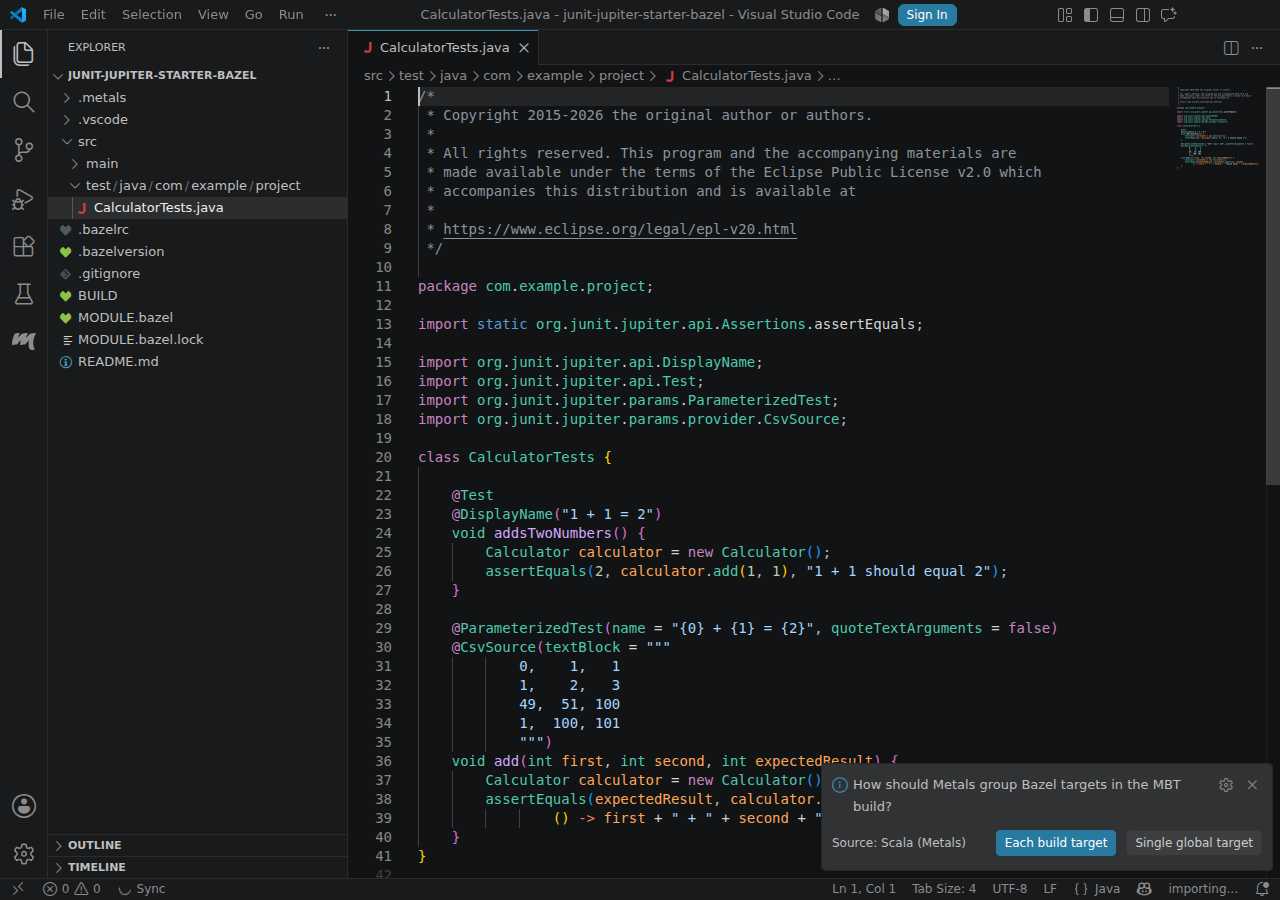 File Edit Selection View Go Run ···
CalculatorTests.java - junit-jupiter-starter-bazel - Visual Studio Code
Sign In
EXPLORER
JUNIT-JUPITER-STARTER-BAZEL
.metals
.vscode
src
main
test/java/com/example/project
CalculatorTests.java
.bazelrc
.bazelversion
.gitignore
BUILD
MODULE.bazel
MODULE.bazel.lock
README.md
OUTLINE
TIMELINE
CalculatorTests.java
src > test > java > com > example > project > CalculatorTests.java > ...
1 /*
2  * Copyright 2015-2026 the original author or authors.
3  *
4  * All rights reserved. This program and the accompanying materials are
5  * made available under the terms of the Eclipse Public License v2.0 which
6  * accompanies this distribution and is available at
7  *
8  * https://www.eclipse.org/legal/epl-v20.html
9  */
10
11 package com.example.project;
12
13 import static org.junit.jupiter.api.Assertions.assertEquals;
14
15 import org.junit.jupiter.api.DisplayName;
16 import org.junit.jupiter.api.Test;
17 import org.junit.jupiter.params.ParameterizedTest;
18 import org.junit.jupiter.params.provider.CsvSource;
19
20 class CalculatorTests {
21
22     @Test
23     @DisplayName("1 + 1 = 2")
24     void addsTwoNumbers() {
25         Calculator calculator = new Calculator();
26         assertEquals(2, calculator.add(1, 1), "1 + 1 should equal 2");
27     }
28
29     @ParameterizedTest(name = "{0} + {1} = {2}", quoteTextArguments = false)
30     @CsvSource(textBlock = """
31             0,    1,   1
32             1,    2,   3
33             49,  51, 100
34             1,  100, 101
35             """)
36     void add(int first, int second, int expectedResult) {
37         Calculator calculator = new Calculator()
38         assertEquals(expectedResult, calculator.
39                 () -> first + " + " + second + "
40     }
41 }
42
How should Metals group Bazel targets in the MBT
build?
Source: Scala (Metals)
Each build target
Single global target
0 0 Sync
Ln 1, Col 1 Tab Size: 4 UTF-8 LF { } Java importing...